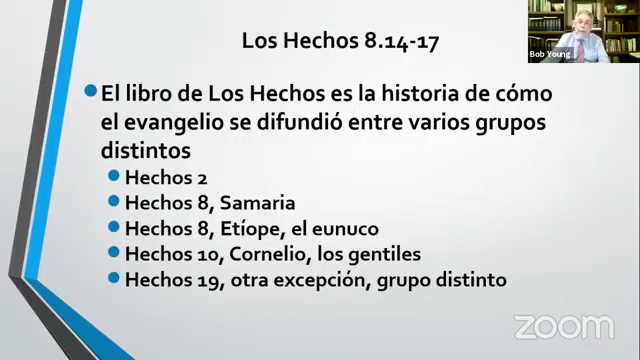 Los Hechos 8.14-17
Bob Young
El libro de Los Hechos es la historia de cómo
el evangelio se difundió entre varios grupos
distintos
Hechos 2
Hechos 8, Samaria
Hechos 8, Etíope, el eunuco
Hechos 10, Cornelio, los gentiles
Hechos 19, otra excepción, grupo distinto
zoom